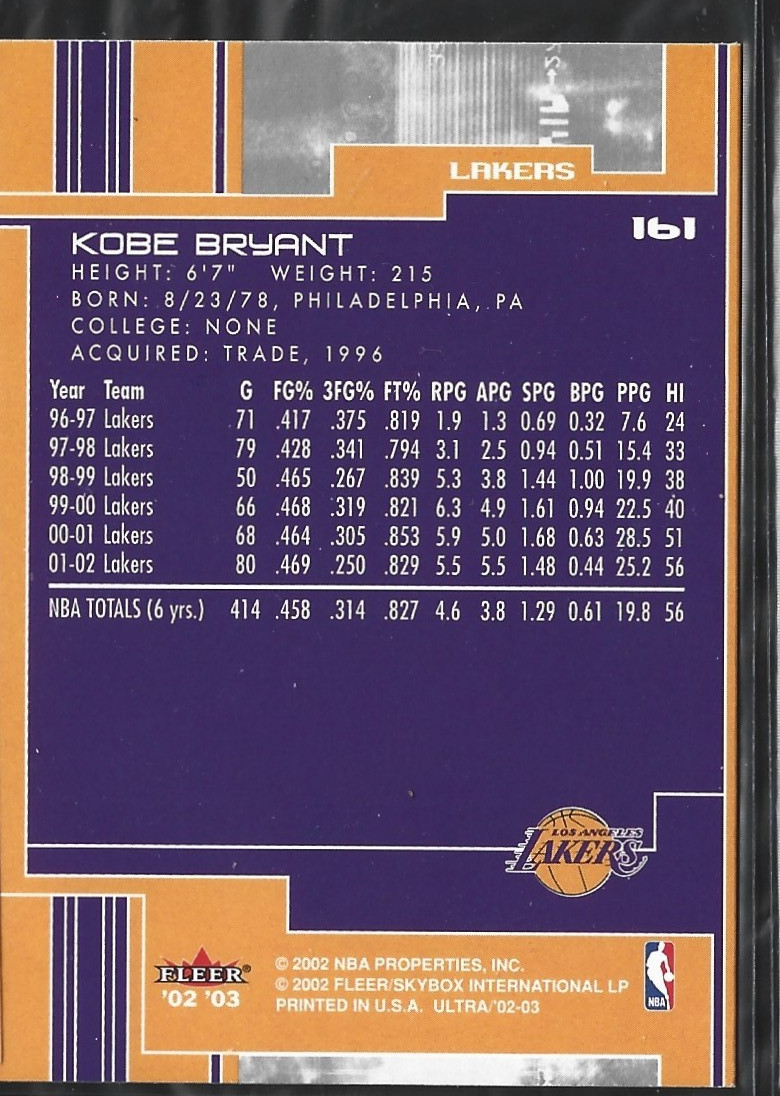 LAKERS
161
KOBE BRYANT
HEIGHT: 6'7" WEIGHT: 215
BORN: 8/23/78, PHILADELPHIA, PA
COLLEGE: NONE
ACQUIRED: TRADE, 1996
Year Team G FG% 3FG% FT% RPG APG SPG BPG PPG HI
96-97 Lakers 71 .417 .375 .819 1.9 1.3 0.69 0.32 7.6 24
97-98 Lakers 79 .428 .341 .794 3.1 2.5 0.94 0.51 15.4 33
98-99 Lakers 50 .465 .267 .839 5.3 3.8 1.44 1.00 19.9 38
99-00 Lakers 66 .468 .319 .821 6.3 4.9 1.61 0.94 22.5 40
00-01 Lakers 68 .464 .305 .853 5.9 5.0 1.68 0.63 28.5 51
01-02 Lakers 80 .469 .250 .829 5.5 5.5 1.48 0.44 25.2 56
NBA TOTALS (6 yrs.) 414 .458 .314 .827 4.6 3.8 1.29 0.61 19.8 56
LOS ANGELES
LAKERS
FLEER®
'02 '03
© 2002 NBA PROPERTIES, INC.
© 2002 FLEER/SKYBOX INTERNATIONAL LP
PRINTED IN U.S.A. ULTRA/'02-03
NBA